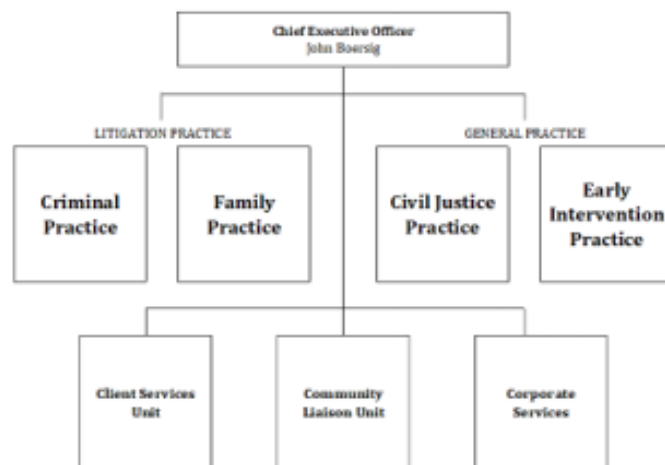 Chief Executive Officer
John Boersig
LITIGATION PRACTICE
GENERAL PRACTICE
Criminal
Practice
Family
Practice
Civil Justice
Practice
Early
Intervention
Practice
Client Services
Unit
Community
Liaison Unit
Corporate
Services